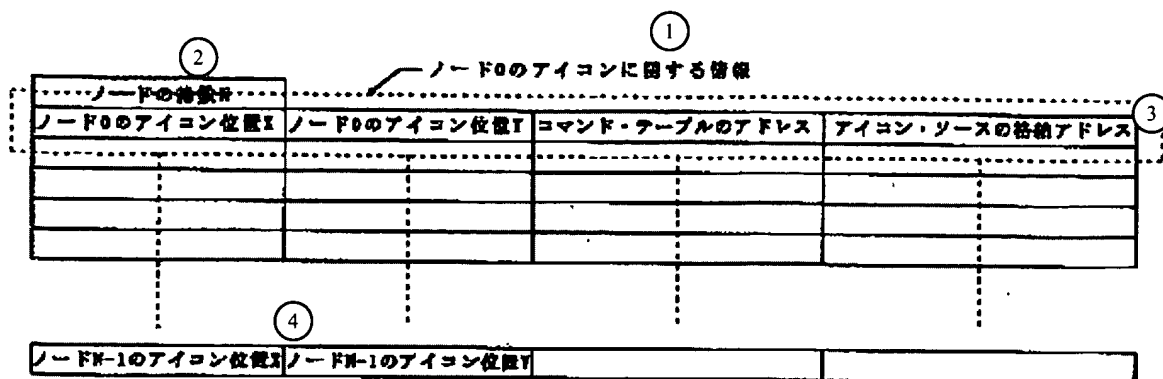 ①
②
ノード0のアイコンに関する情報
ノードの総数N
③
ノード0のアイコン位置X ノード0のアイコン位置Y コマンド・テーブルのアドレス アイコン・ソースの格納アドレス
④
ノードN-1のアイコン位置X ノードN-1のアイコン位置Y